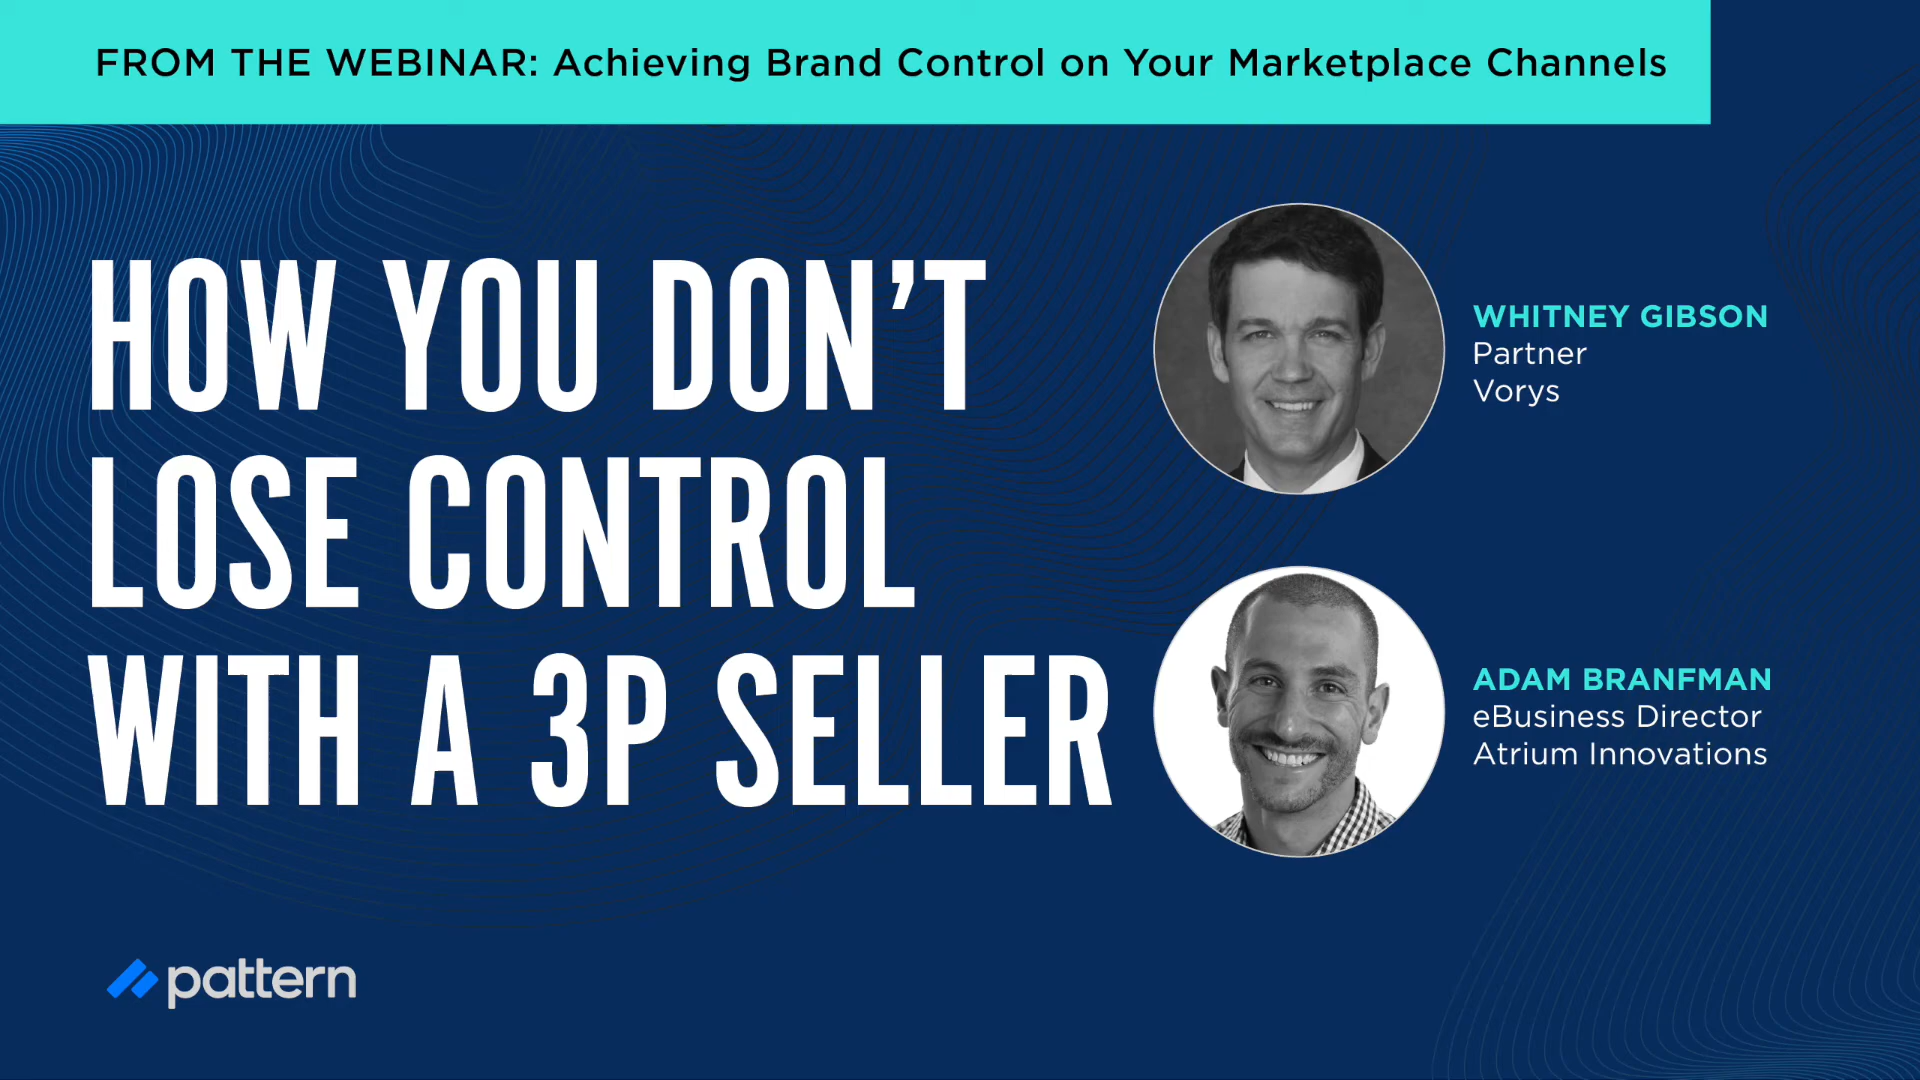 FROM THE WEBINAR: Achieving Brand Control on Your Marketplace Channels
HOW YOU DON’T
LOSE CONTROL
WITH A 3P SELLER
WHITNEY GIBSON
Partner
Vorys
ADAM BRANFMAN
eBusiness Director
Atrium Innovations
pattern